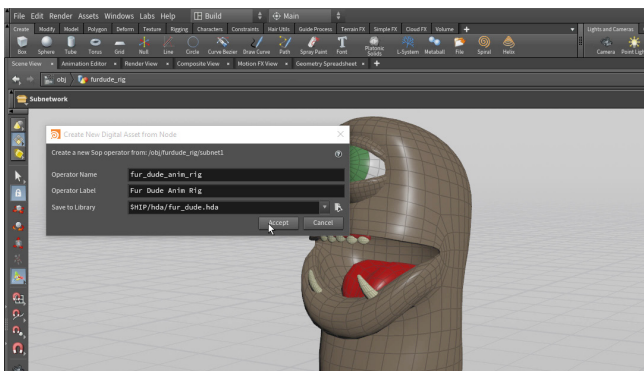 File Edit Render Assets Windows Labs Help Build Main
Create Modify Model Polygon Deform Texture Rigging Characters Constraints Hair Utils Guide Process Terrain FX Simple FX Cloud FX Volume + Lights and Cameras
Box Sphere Tube Torus Grid Null Line Circle Curve Bezier Draw Curve Path Spray Paint Font Platonic Solids L-System Metaball File Spiral Helix Camera Point Lig
Scene View × Animation Editor × Render View × Composite View × Motion FX View × Geometry Spreadsheet × +
obj furdude_rig
Subnetwork
Create New Digital Asset from Node
Create a new Sop operator from: /obj/furdude_rig/subnet1
Operator Name fur_dude_anim_rig
Operator Label Fur Dude Anim Rig
Save to Library $HIP/hda/fur_dude.hda
Accept Cancel